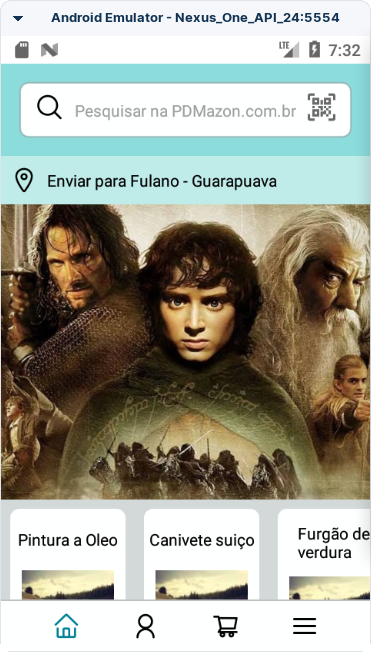 Android Emulator - Nexus_One_API_24:5554
LTE 7:32
Pesquisar na PDMazon.com.br
Enviar para Fulano - Guarapuava
Pintura a Oleo
Canivete suiço
Furgão de
verdura